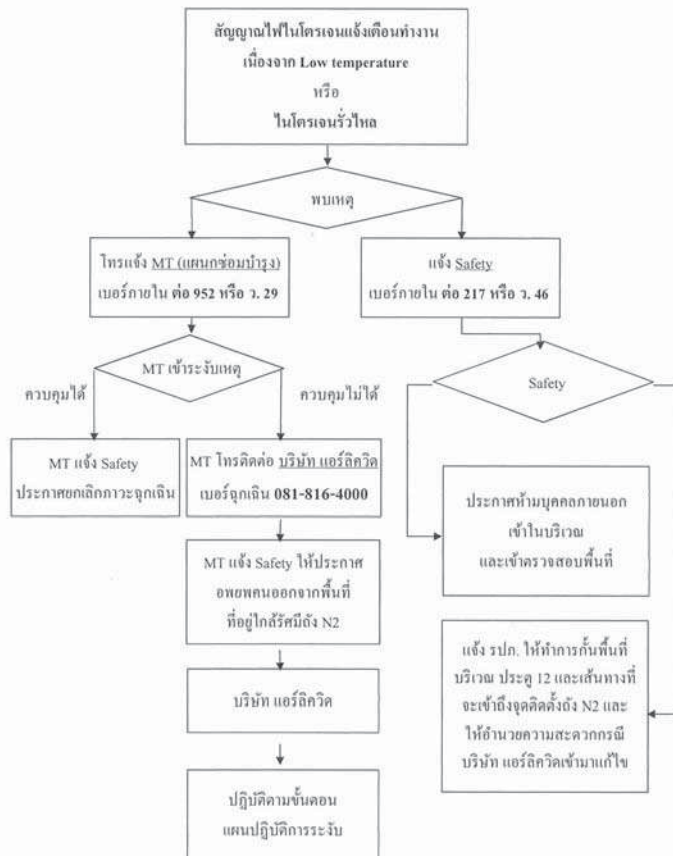 สัญญาณไฟไนโตรเจนแจ้งเตือนทำงาน
เนื่องจาก Low temperature
หรือ
ไนโตรเจนรั่วไหล
พบเหตุ
โทรแจ้ง MT (แผนกซ่อมบำรุง)
เบอร์ภายใน ต่อ 952 หรือ ว. 29
แจ้ง Safety
เบอร์ภายใน ต่อ 217 หรือ ว. 46
MT เข้าระงับเหตุ
Safety
ควบคุมได้
ควบคุมไม่ได้
MT แจ้ง Safety
ประกาศยกเลิกภาวะฉุกเฉิน
MT โทรติดต่อ บริษัท แอร์ลิควิด
เบอร์ฉุกเฉิน 081-816-4000
ประกาศห้ามบุคคลภายนอก
เข้าในบริเวณ
และเข้าตรวจสอบพื้นที่
MT แจ้ง Safety ให้ประกาศ
อพยพคนออกจากพื้นที่
ที่อยู่ใกล้รัศมีถัง N2
แจ้ง รปภ. ให้ทำการกั้นพื้นที่
บริเวณ ประตู 12 และเส้นทางที่
จะเข้าถึงจุดติดตั้งถัง N2 และ
ให้อำนวยความสะดวกกรณี
บริษัท แอร์ลิควิดเข้ามาแก้ไข
บริษัท แอร์ลิควิด
ปฏิบัติตามขั้นตอน
แผนปฏิบัติการระงับ